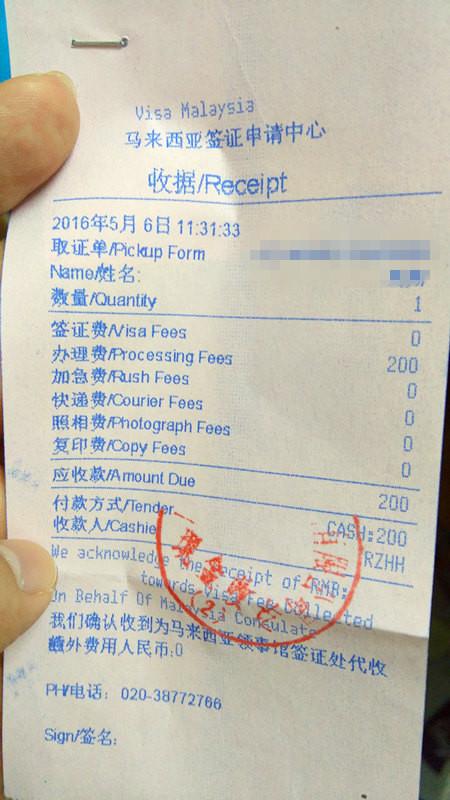 Visa Malaysia
马来西亚签证申请中心
收据/Receipt
2016年5月 6日 11:31:33
取证单/Pickup Form
Name/姓名:
数量/Quantity 1
签证费/Visa Fees 0
办理费/Processing Fees 200
加急费/Rush Fees 0
快递费/Courier Fees 0
照相费/Photograph Fees 0
复印费/Copy Fees 0
应收款/Amount Due 200
付款方式/Tender CASH:200
收款人/Cashie RZHH
We acknowledge the Receipt of RMB:
towards Visa Fee Collected
On Behalf Of Malaysia Consulate
我们确认收到为马来西亚领事馆签证处代收
额外费用人民币:0
PH/电话: 020-38772766
Sign/签名:
(2)